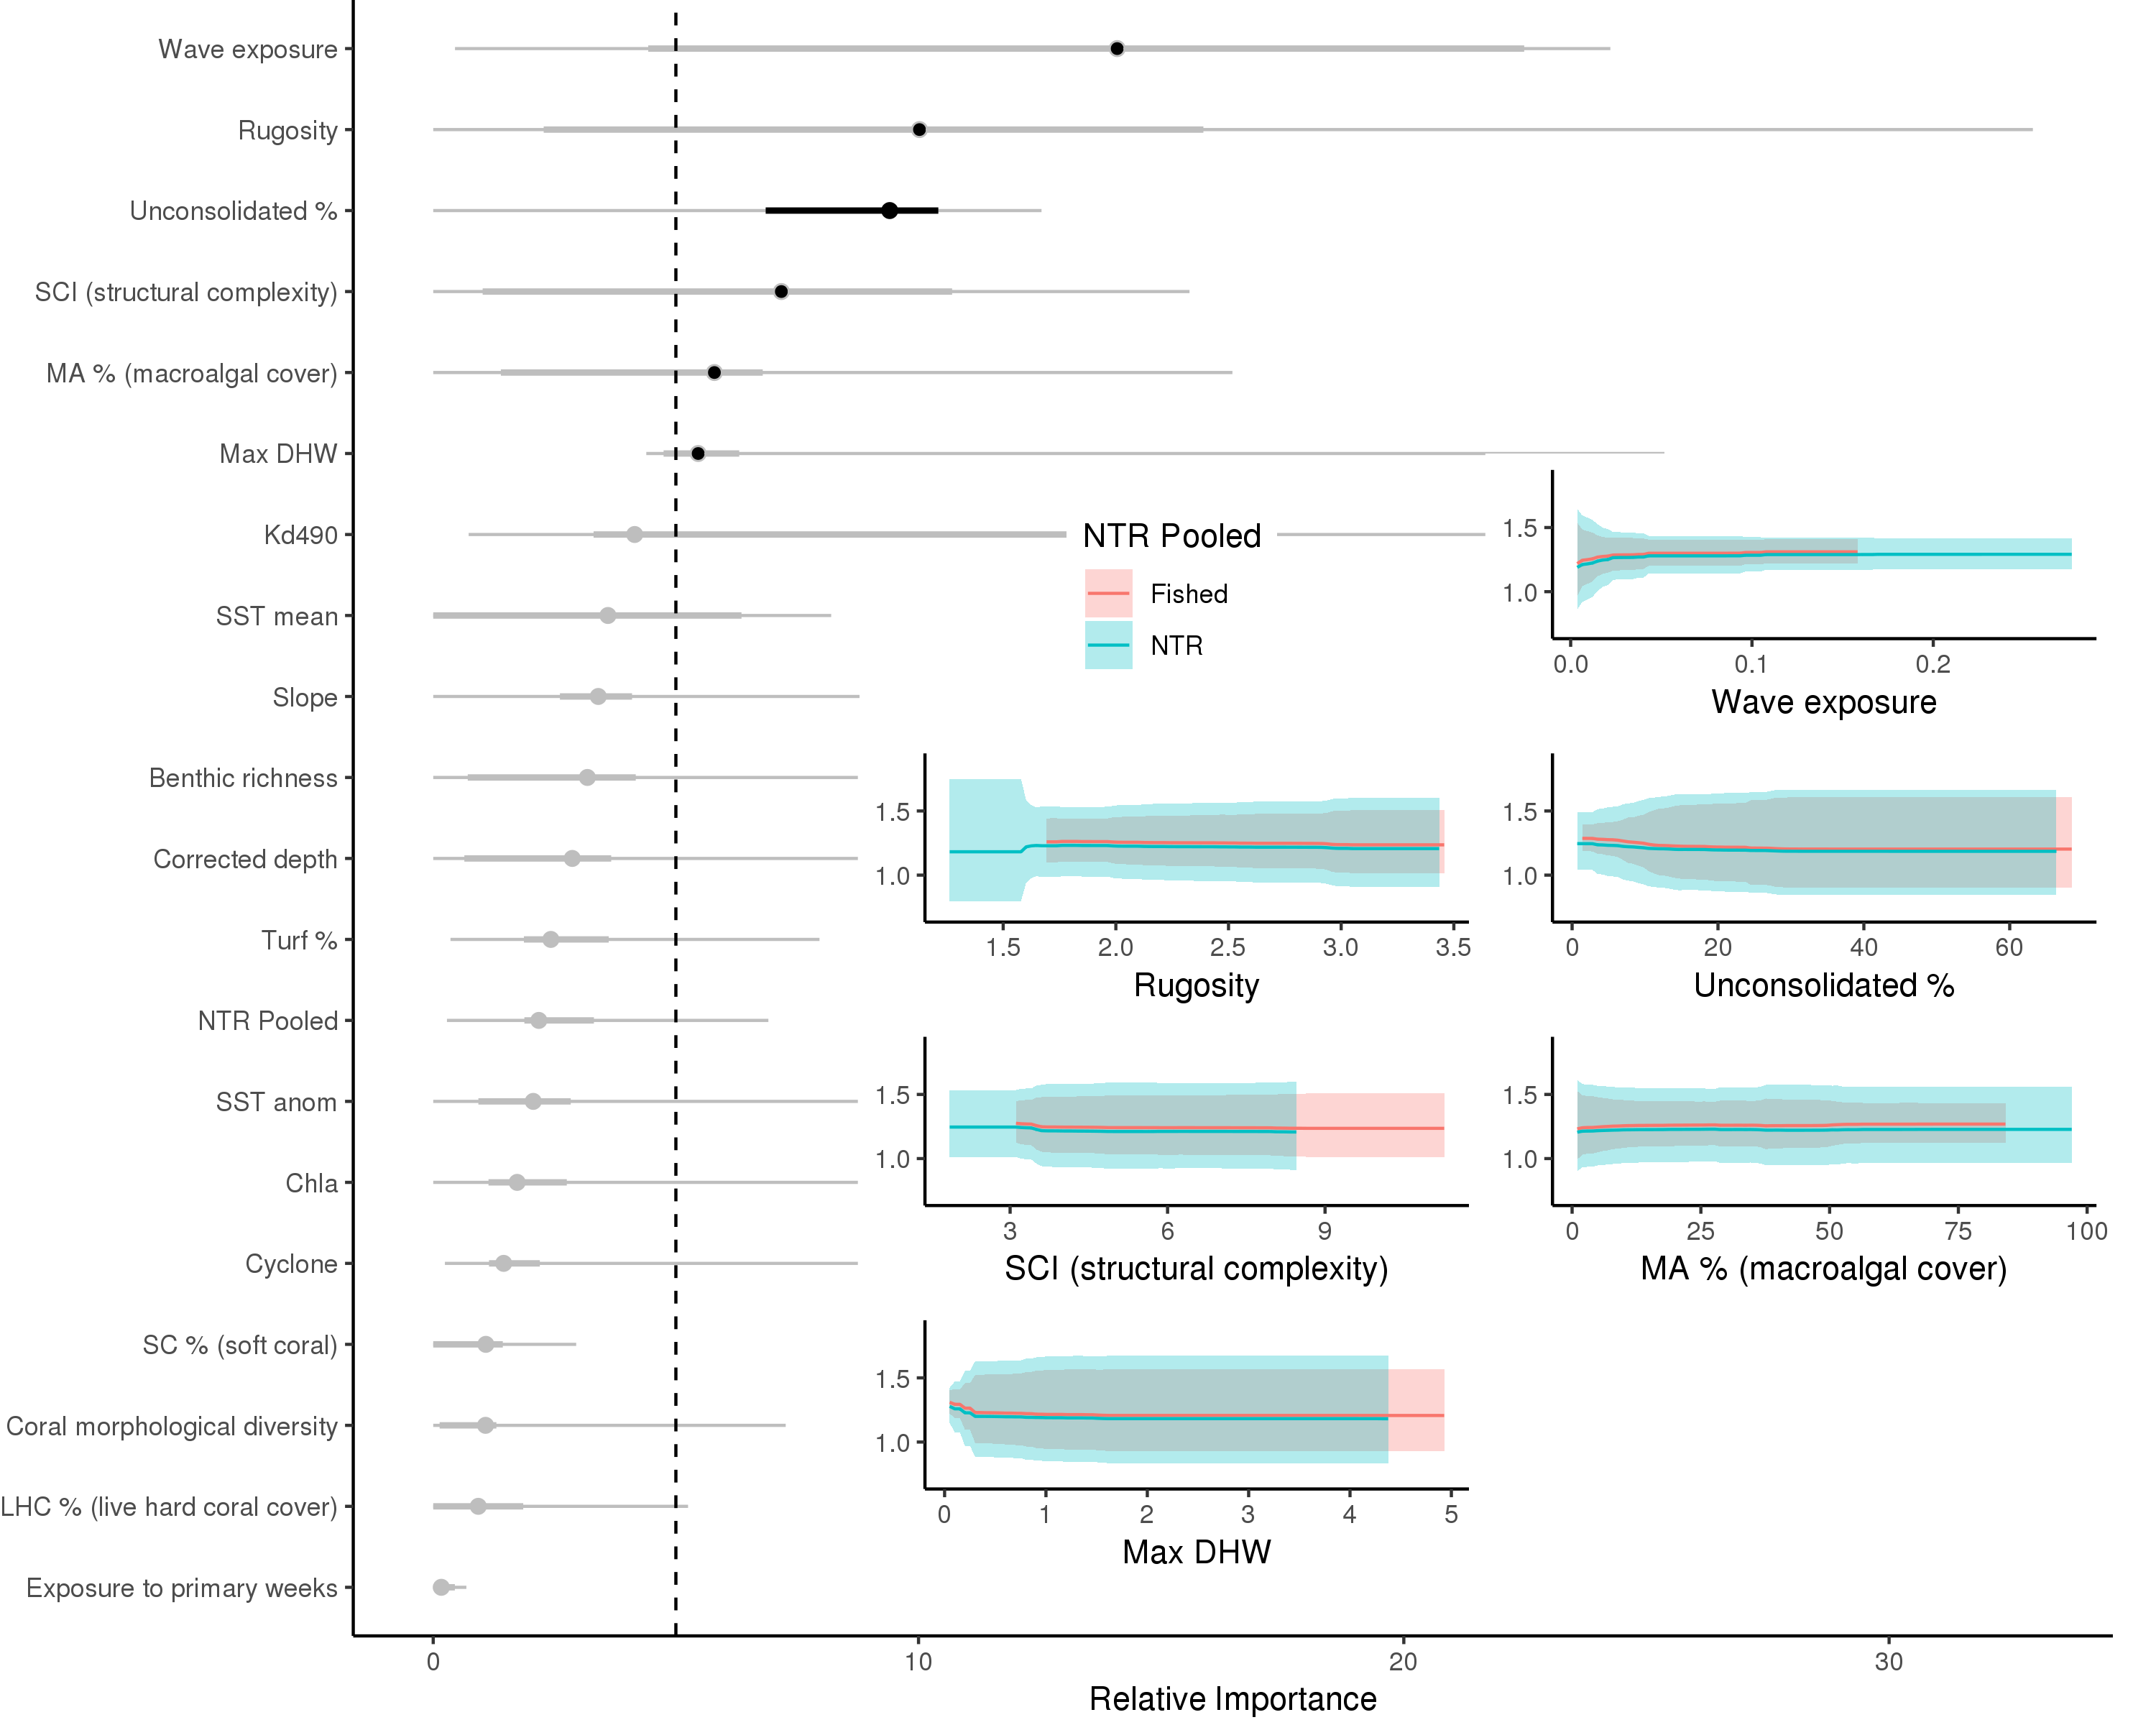 Wave exposure
Rugosity
Unconsolidated %
SCI (structural complexity)
MA % (macroalgal cover)
Max DHW
Kd490
SST mean
Slope
Benthic richness
Corrected depth
Turf %
NTR Pooled
SST anom
Chla
Cyclone
SC % (soft coral)
Coral morphological diversity
LHC % (live hard coral cover)
Exposure to primary weeks
0 10 20 30
Relative Importance
NTR Pooled
Fished
NTR
1.5
1.0
0.0 0.1 0.2
Wave exposure
1.5
1.0
1.5 2.0 2.5 3.0 3.5
Rugosity
1.5
1.0
0 20 40 60
Unconsolidated %
1.5
1.0
3 6 9
SCI (structural complexity)
1.5
1.0
0 25 50 75 100
MA % (macroalgal cover)
1.5
1.0
0 1 2 3 4 5
Max DHW